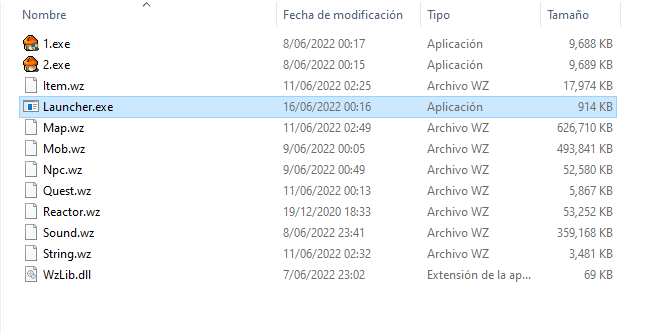 Nombre Fecha de modificación Tipo Tamaño
1.exe 8/06/2022 00:17 Aplicación 9,688 KB
2.exe 8/06/2022 00:15 Aplicación 9,689 KB
Item.wz 11/06/2022 02:25 Archivo WZ 17,974 KB
Launcher.exe 16/06/2022 00:16 Aplicación 914 KB
Map.wz 11/06/2022 02:49 Archivo WZ 626,710 KB
Mob.wz 9/06/2022 00:05 Archivo WZ 493,841 KB
Npc.wz 9/06/2022 00:49 Archivo WZ 52,580 KB
Quest.wz 11/06/2022 00:13 Archivo WZ 5,867 KB
Reactor.wz 19/12/2020 18:33 Archivo WZ 53,252 KB
Sound.wz 8/06/2022 23:41 Archivo WZ 359,168 KB
String.wz 11/06/2022 02:32 Archivo WZ 3,481 KB
WzLib.dll 7/06/2022 23:02 Extensión de la ap... 69 KB